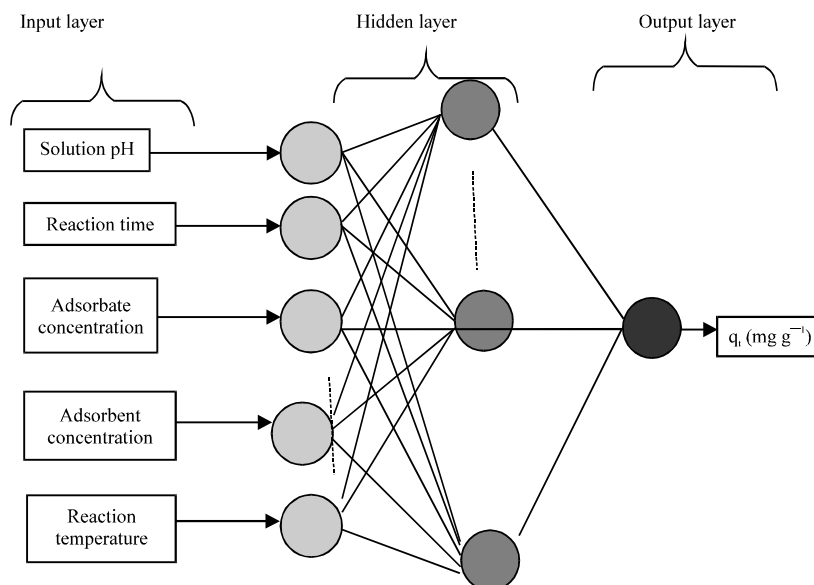 Input layer
Hidden layer
Output layer
Solution pH
Reaction time
Adsorbate
concentration
Adsorbent
concentration
Reaction
temperature
qₜ (mg g⁻¹)